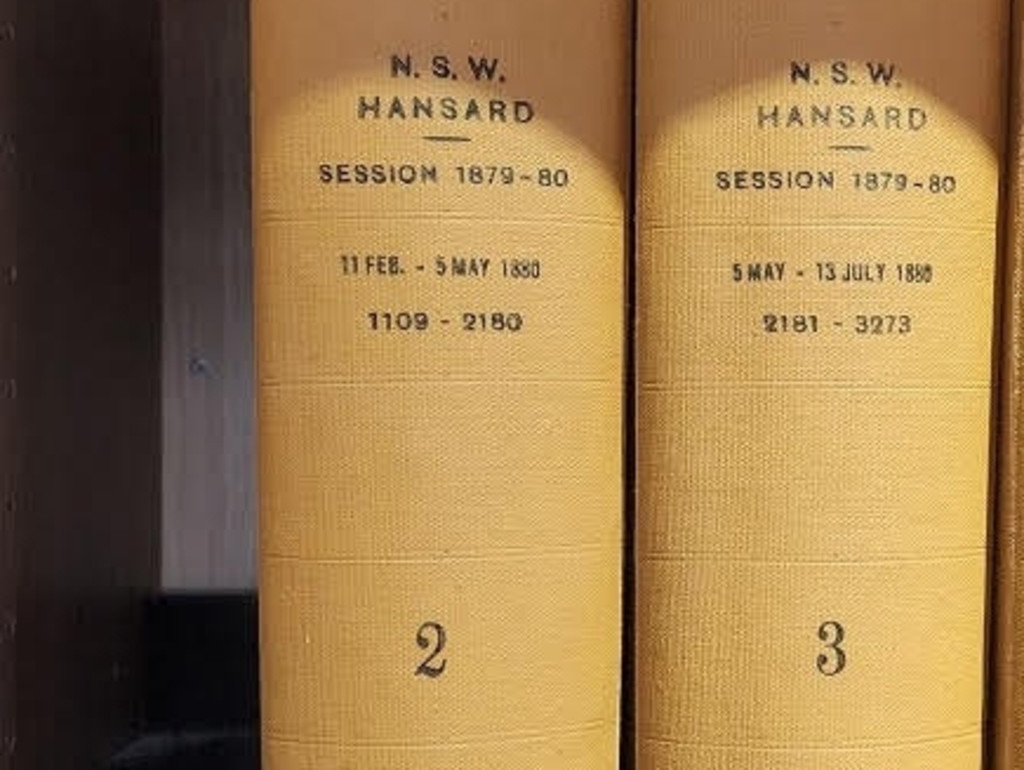 N. S. W.
HANSARD
SESSION 1879-80
11 FEB. - 5 MAY 1880
1109 - 2180
2
N. S. W.
HANSARD
SESSION 1879-80
5 MAY - 13 JULY 1880
2181 - 3273
3